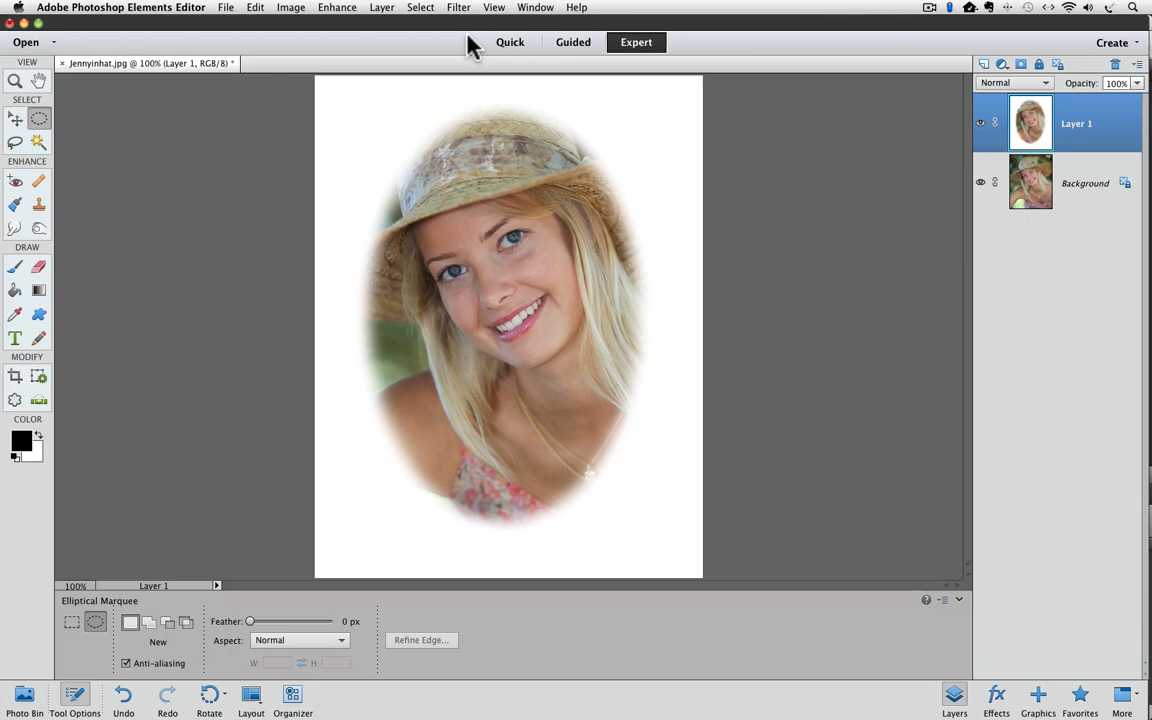 Adobe Photoshop Elements Editor File Edit Image Enhance Layer Select Filter View Window Help
Open Quick Guided Expert Create
VIEW × Jennyinhat.jpg @ 100% (Layer 1, RGB/8) *
Normal Opacity: 100%
SELECT
Layer 1
ENHANCE
Background
DRAW
T
MODIFY
COLOR
100% Layer 1
Elliptical Marquee
Feather: 0 px
New Aspect: Normal Refine Edge...
Anti-aliasing W: H:
Photo Bin Tool Options Undo Redo Rotate Layout Organizer Layers fx Effects Graphics Favorites More